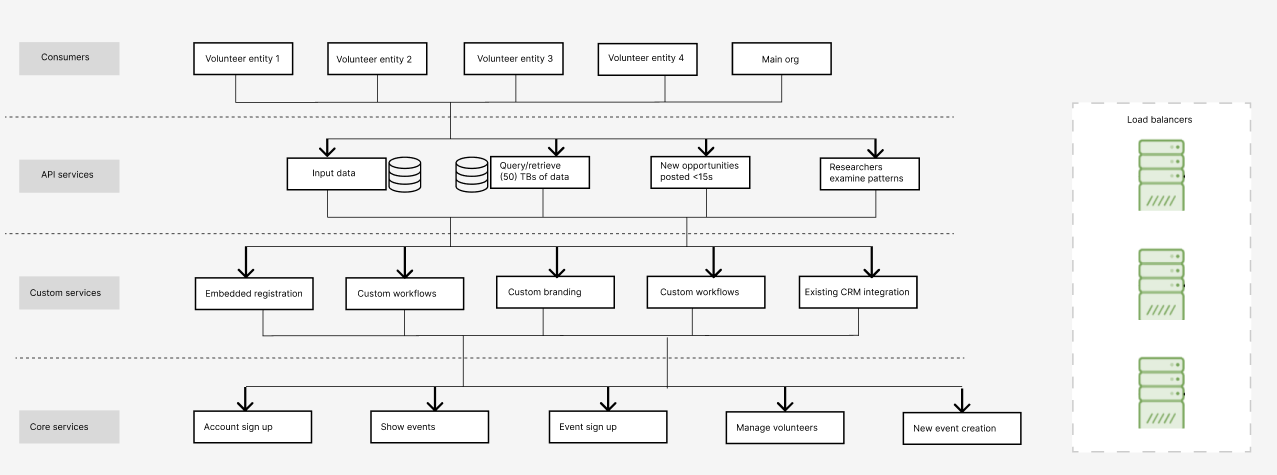 Consumers
Volunteer entity 1
Volunteer entity 2
Volunteer entity 3
Volunteer entity 4
Main org
Load balancers
API services
Input data
Query/retrieve
(50) TBs of data
New opportunities
posted <15s
Researchers
examine patterns
Custom services
Embedded registration
Custom workflows
Custom branding
Custom workflows
Existing CRM integration
Core services
Account sign up
Show events
Event sign up
Manage volunteers
New event creation